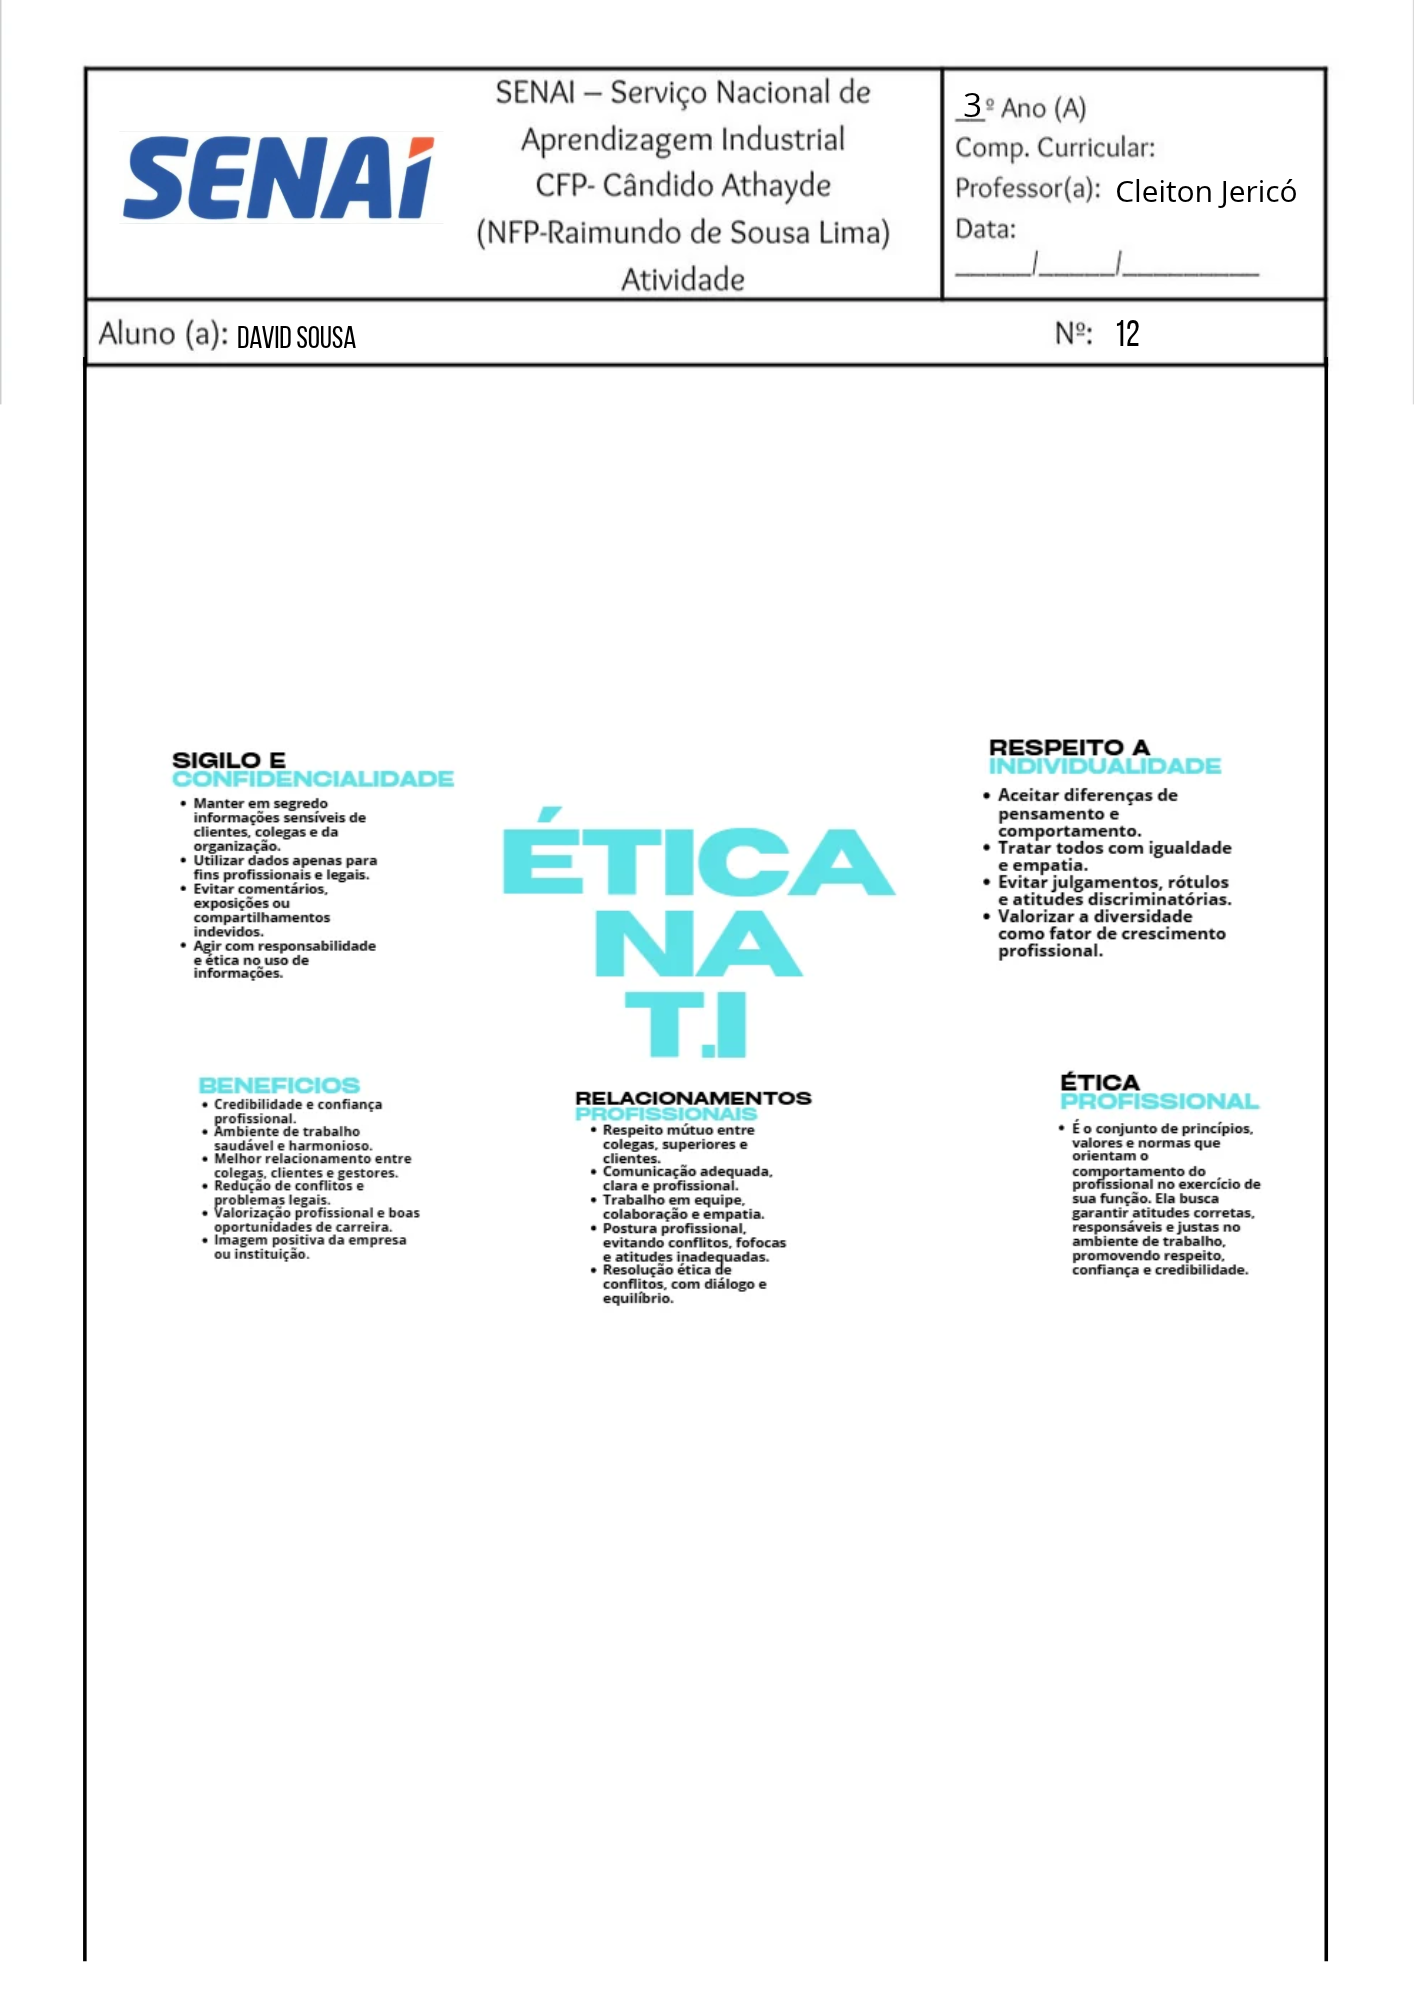 SENAI
SENAI – Serviço Nacional de
Aprendizagem Industrial
CFP- Cândido Athayde
(NFP-Raimundo de Sousa Lima)
Atividade
3º Ano (A)
Comp. Curricular:
Professor(a): Cleiton Jericó
Data:
_____/_____/_________
Aluno (a): DAVID SOUSA Nº: 12
SIGILO E
CONFIDENCIALIDADE
• Manter em segredo
informações sensíveis de
clientes, colegas e da
organização.
• Utilizar dados apenas para
fins profissionais e legais.
• Evitar comentários,
exposições ou
compartilhamentos
indevidos.
• Agir com responsabilidade
e ética no uso de
informações.
ÉTICA
NA
T.I
RESPEITO A
INDIVIDUALIDADE
• Aceitar diferenças de
pensamento e
comportamento.
• Tratar todos com igualdade
e empatia.
• Evitar julgamentos, rótulos
e atitudes discriminatórias.
• Valorizar a diversidade
como fator de crescimento
profissional.
BENEFICIOS
• Credibilidade e confiança
profissional.
• Ambiente de trabalho
saudável e harmonioso.
• Melhor relacionamento entre
colegas, clientes e gestores.
• Redução de conflitos e
problemas legais.
• Valorização profissional e boas
oportunidades de carreira.
• Imagem positiva da empresa
ou instituição.
RELACIONAMENTOS
PROFISSIONAIS
• Respeito mútuo entre
colegas, superiores e
clientes.
• Comunicação adequada,
clara e profissional.
• Trabalho em equipe,
colaboração e empatia.
• Postura profissional,
evitando conflitos, fofocas
e atitudes inadequadas.
• Resolução ética de
conflitos, com diálogo e
equilíbrio.
ÉTICA
PROFISSIONAL
• É o conjunto de princípios,
valores e normas que
orientam o
comportamento do
profissional no exercício de
sua função. Ela busca
garantir atitudes corretas,
responsáveis e justas no
ambiente de trabalho,
promovendo respeito,
confiança e credibilidade.